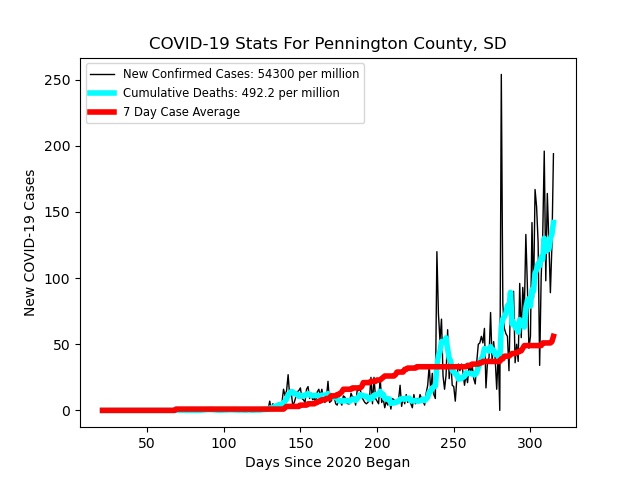 COVID-19 Stats For Pennington County, SD
New Confirmed Cases: 54300 per million
Cumulative Deaths: 492.2 per million
7 Day Case Average
New COVID-19 Cases
250
200
150
100
50
0
50 100 150 200 250 300
Days Since 2020 Began